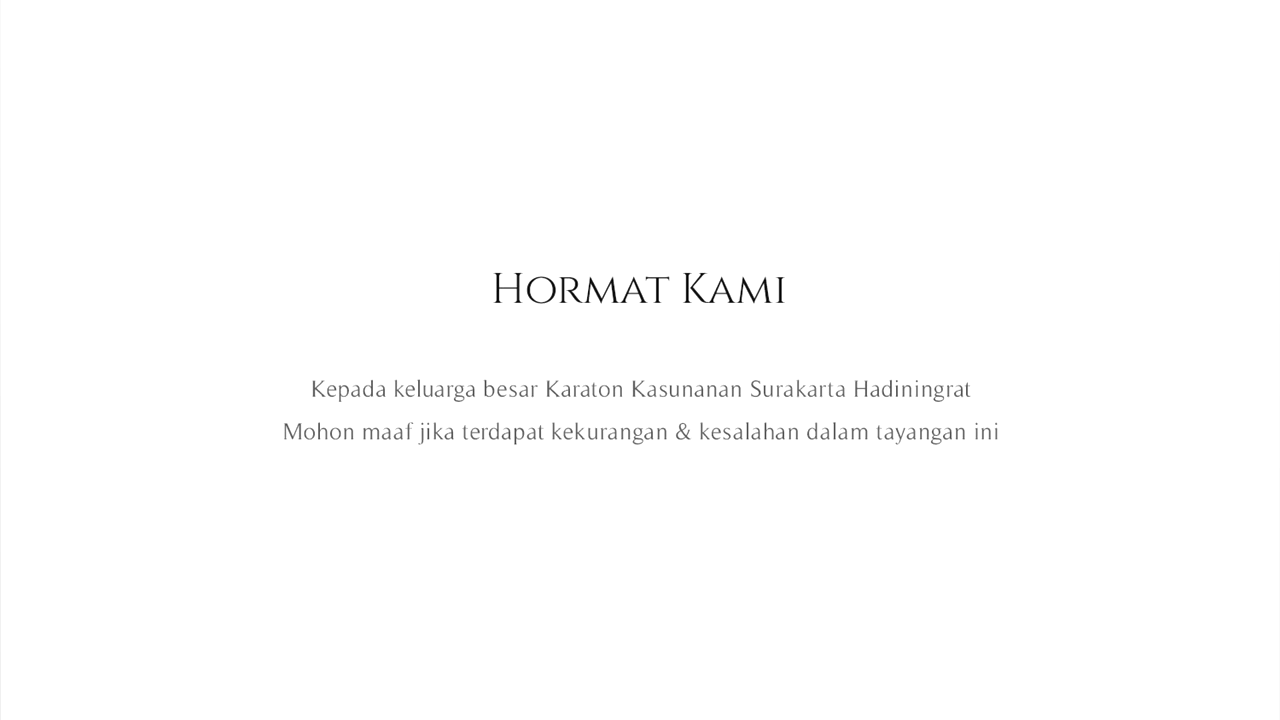 Hormat Kami
Kepada keluarga besar Karaton Kasunanan Surakarta Hadiningrat
Mohon maaf jika terdapat kekurangan & kesalahan dalam tayangan ini